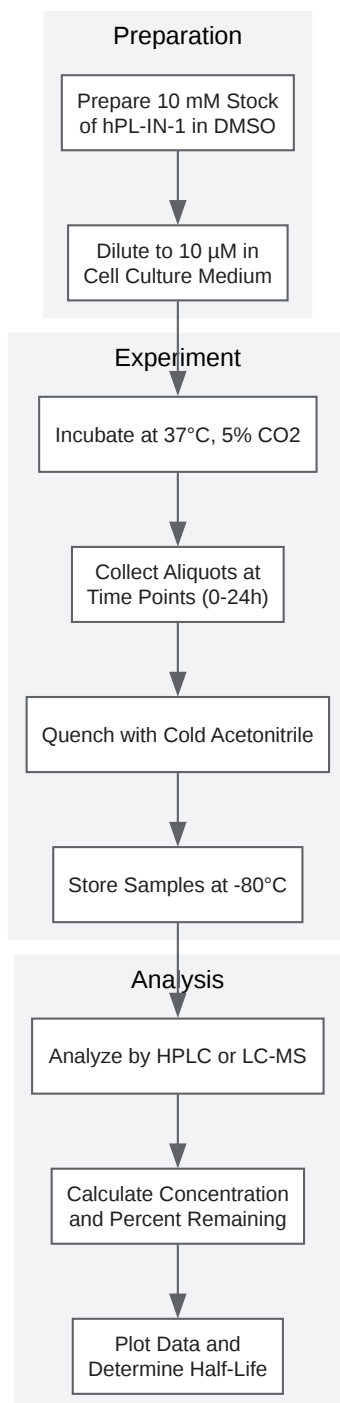 Preparation
Prepare 10 mM Stock
of hPL-IN-1 in DMSO
Dilute to 10 µM in
Cell Culture Medium
Experiment
Incubate at 37°C, 5% CO2
Collect Aliquots at
Time Points (0-24h)
Quench with Cold Acetonitrile
Store Samples at -80°C
Analysis
Analyze by HPLC or LC-MS
Calculate Concentration
and Percent Remaining
Plot Data and
Determine Half-Life